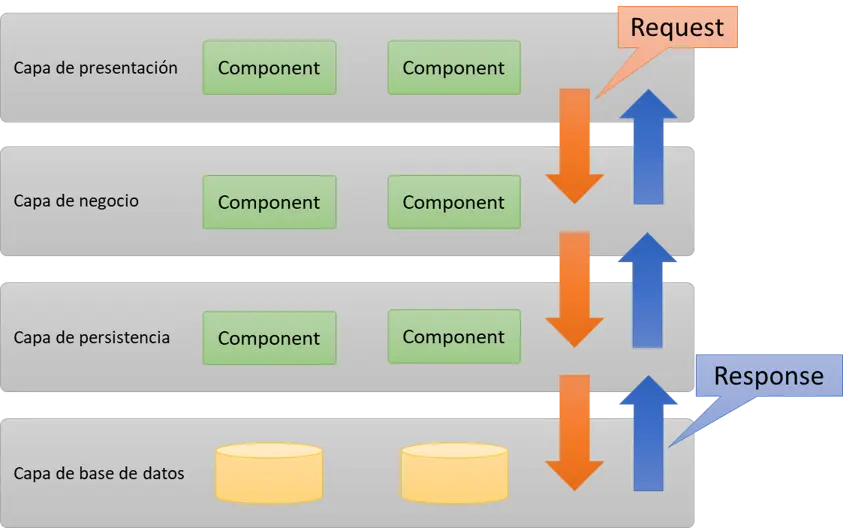 Request
Capa de presentación
Component
Component
Capa de negocio
Component
Component
Capa de persistencia
Component
Component
Response
Capa de base de datos